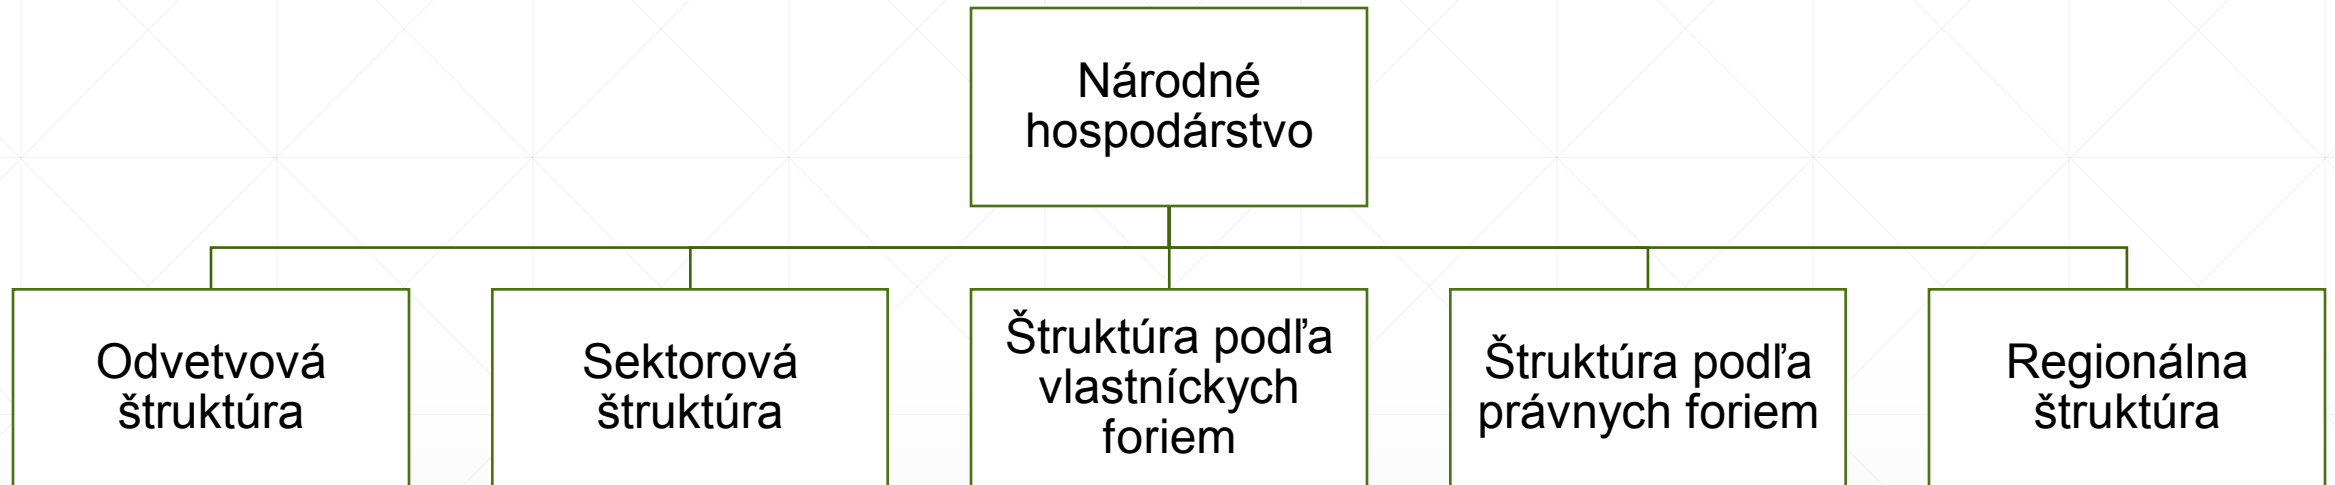 Národné
hospodárstvo
Odvetvová
štruktúra
Sektorová
štruktúra
Štruktúra podľa
vlastníckych
foriem
Štruktúra podľa
právnych foriem
Regionálna
štruktúra